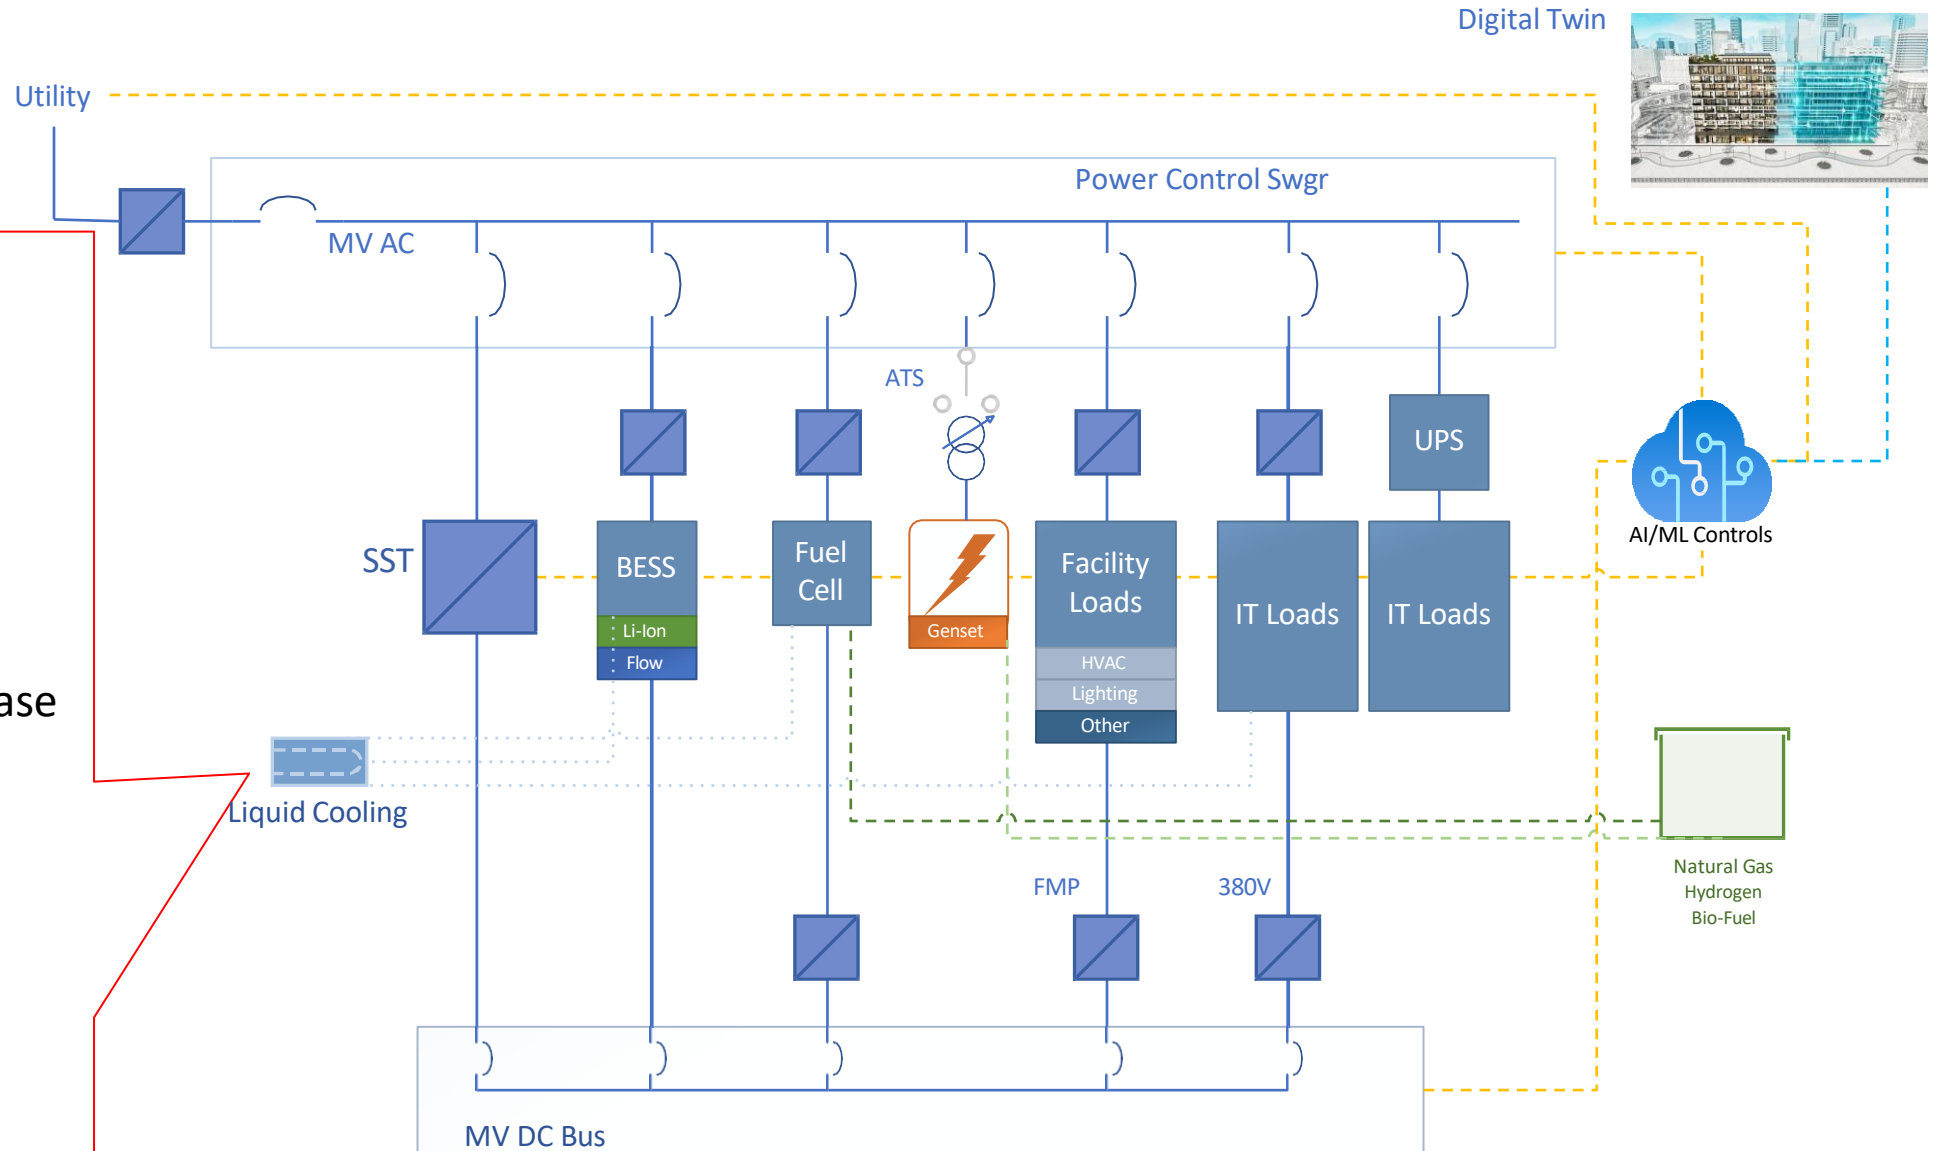 Digital Twin
Utility
Power Control Swgr
MV AC
ATS
UPS
SST
BESS
Li-Ion
Flow
Fuel
Cell
Genset
Facility
Loads
HVAC
Lighting
Other
IT Loads
IT Loads
AI/ML Controls
ase
Liquid Cooling
Natural Gas
Hydrogen
Bio-Fuel
FMP
380V
MV DC Bus